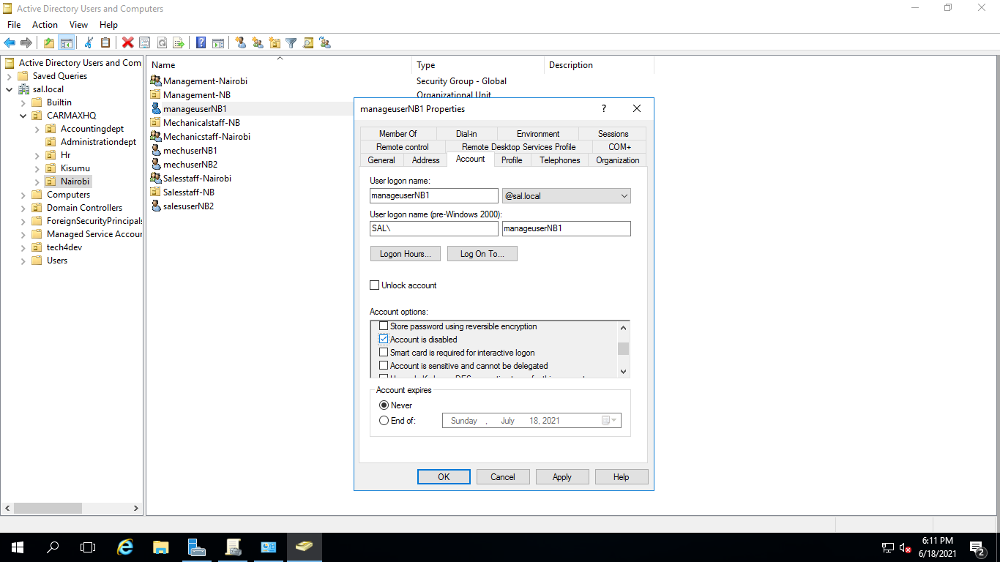 Active Directory Users and Computers
File Action View Help
Active Directory Users and Com
Saved Queries
sal.local
Builtin
CARMAXHQ
Accountingdept
Administrationdept
Hr
Kisumu
Nairobi
Computers
Domain Controllers
ForeignSecurityPrincipals
Managed Service Accour
tech4dev
Users
Name Type Description
Management-Nairobi Security Group - Global
Management-NB Organizational Unit
manageuserNB1
Mechanicalstaff-NB
Mechanicstaff-Nairobi
mechuserNB1
mechuserNB2
Salesstaff-Nairobi
Salesstaff-NB
salesuserNB2
manageuserNB1 Properties
?
Member Of Dial-in Environment Sessions
Remote control Remote Desktop Services Profile COM+
General Address Account Profile Telephones Organization
User logon name:
manageuserNB1 @sal.local
User logon name (pre-Windows 2000):
SAL\ manageuserNB1
Logon Hours... Log On To...
Unlock account
Account options:
Store password using reversible encryption
Account is disabled
Smart card is required for interactive logon
Account is sensitive and cannot be delegated
Account expires
Never
End of: Sunday , July 18, 2021
OK Cancel Apply Help
6:11 PM
6/18/2021
2